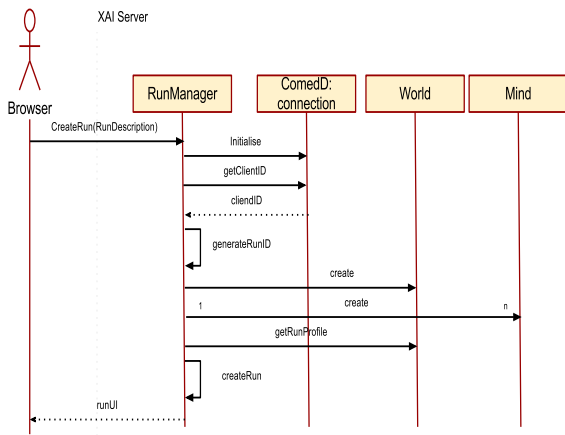 XAI Server
Browser
RunManager
ComedD:
connection
World
Mind
CreateRun(RunDescription)
Initialise
getClientID
cliendID
generateRunID
create
1
create
n
getRunProfile
createRun
runUI